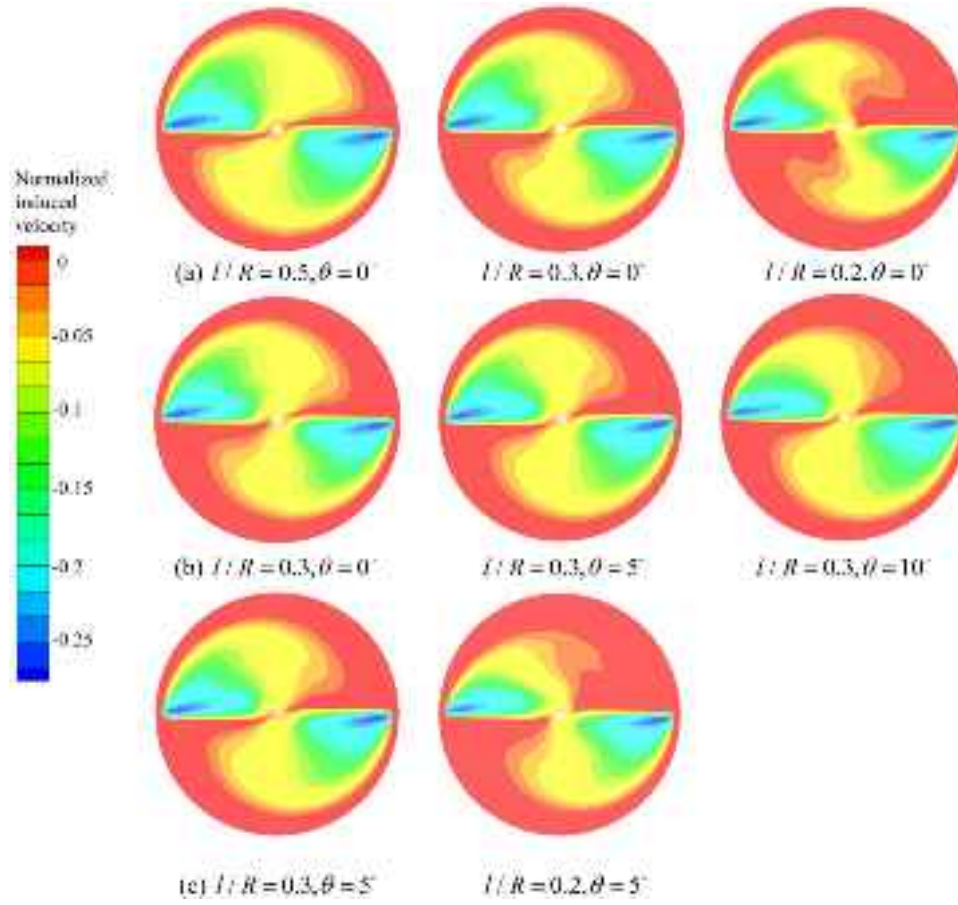 Normalized
induced
velocity
0
-0.05
-0.1
-0.15
-0.2
-0.25
(a) l / R = 0.5, θ = 0°
l / R = 0.3, θ = 0°
l / R = 0.2, θ = 0°
(b) l / R = 0.3, θ = 0°
l / R = 0.3, θ = 5°
l / R = 0.3, θ = 10°
(c) l / R = 0.3, θ = 5°
l / R = 0.2, θ = 5°